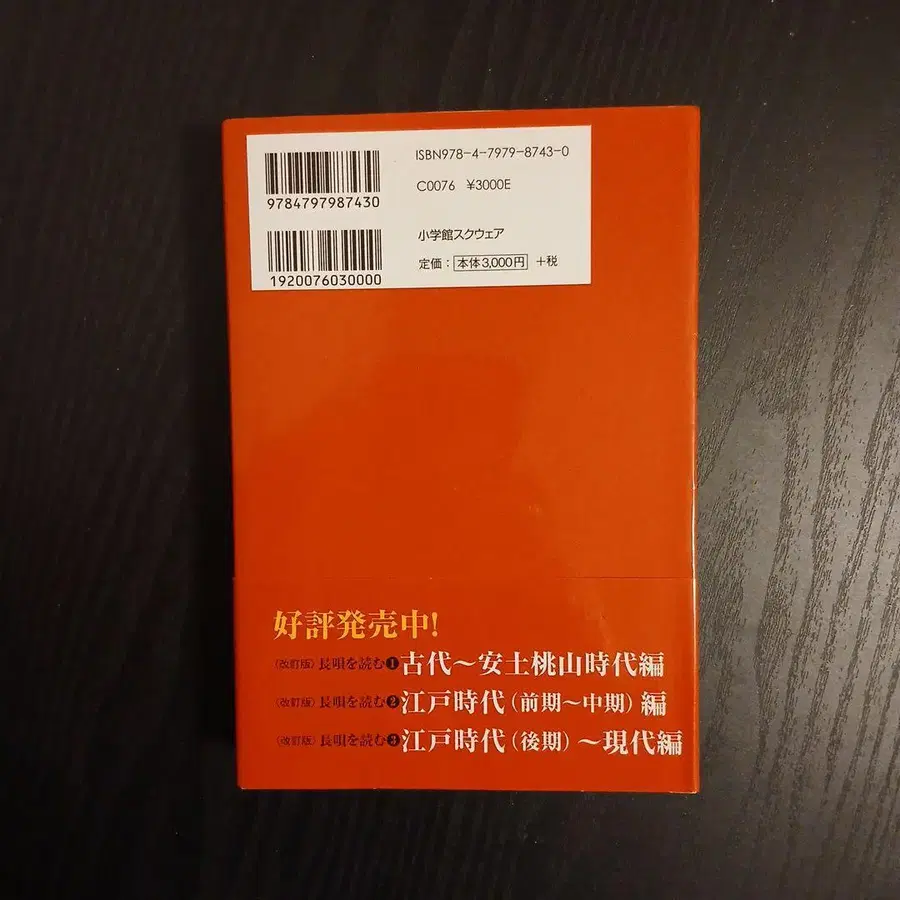 ISBN978-4-7979-8743-0
C0076 ¥3000E
9784797987430
小学館スクウェア
定価：本体3,000円 +税
1920076030000
好評発売中!
〈改訂版〉長唄を読む❶古代～安土桃山時代編
〈改訂版〉長唄を読む❷江戸時代（前期～中期）編
〈改訂版〉長唄を読む❸江戸時代（後期）～現代編